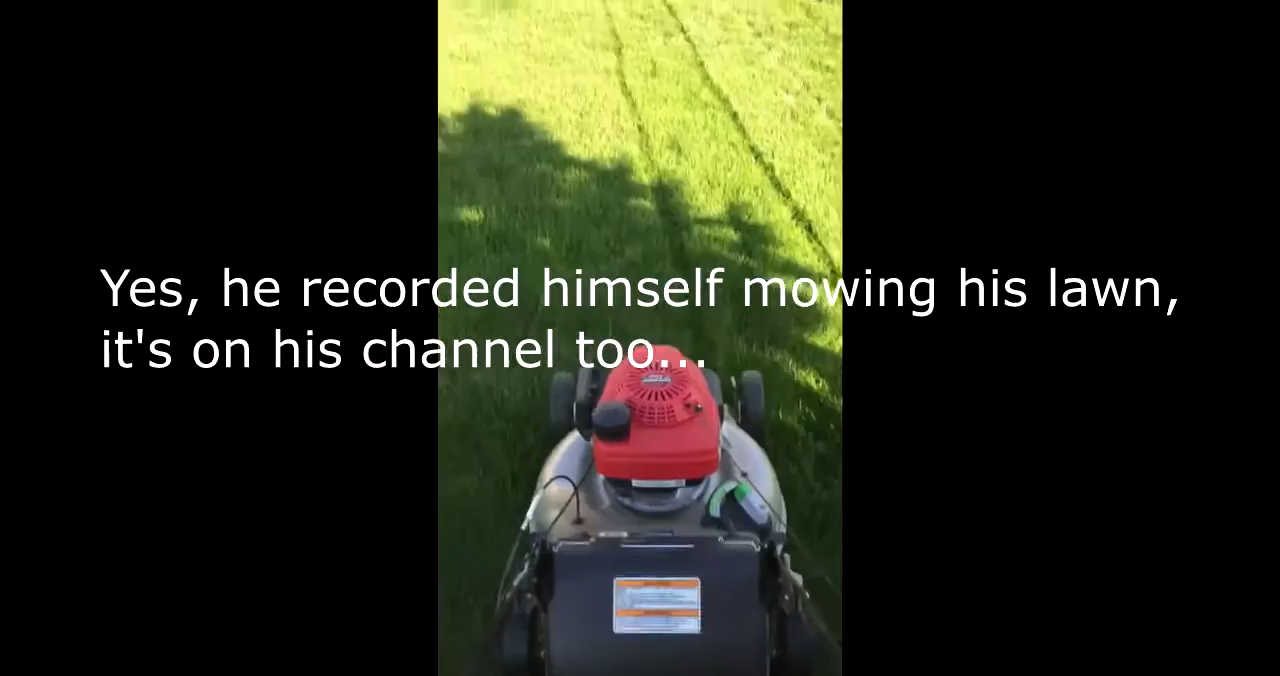 Yes, he recorded himself mowing his lawn,
it's on his channel too...